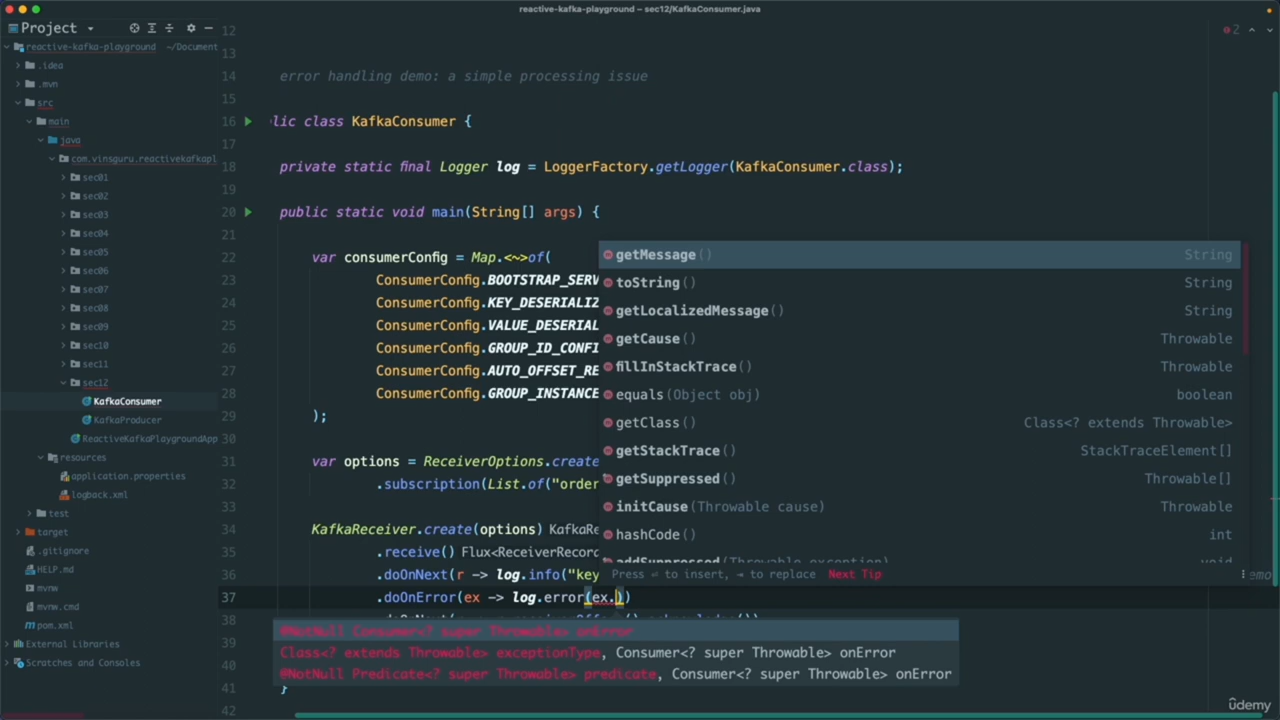 reactive-kafka-playground – sec12/KafkaConsumer.java
Project
reactive-kafka-playground ~/Document
.idea
.mvn
src
main
java
com.vinsguru.reactivekafkapl
sec01
sec02
sec03
sec04
sec05
sec06
sec07
sec08
sec09
sec10
sec11
sec12
KafkaConsumer
KafkaProducer
ReactiveKafkaPlaygroundApp
resources
application.properties
logback.xml
test
target
.gitignore
HELP.md
mvnw
mvnw.cmd
pom.xml
External Libraries
Scratches and Consoles
2
12
13
14 error handling demo: a simple processing issue
15
16 lic class KafkaConsumer {
17
18 private static final Logger log = LoggerFactory.getLogger(KafkaConsumer.class);
19
20 public static void main(String[] args) {
21
22 var consumerConfig = Map.<~>of(
23 ConsumerConfig.BOOTSTRAP_SERV
24 ConsumerConfig.KEY_DESERIALIZ
25 ConsumerConfig.VALUE_DESERIAL
26 ConsumerConfig.GROUP_ID_CONFI
27 ConsumerConfig.AUTO_OFFSET_RE
28 ConsumerConfig.GROUP_INSTANCE
29 );
30
31 var options = ReceiverOptions.create
32 .subscription(List.of("order
33
34 KafkaReceiver.create(options) KafkaRe
35 .receive() Flux<ReceiverRecord
36 .doOnNext(r -> log.info("key
37 .doOnError(ex -> log.error(ex.))
38
39
40
41 }
42
getMessage() String
toString() String
getLocalizedMessage() String
getCause() Throwable
fillInStackTrace() Throwable
equals(Object obj) boolean
getClass() Class<? extends Throwable>
getStackTrace() StackTraceElement[]
getSuppressed() Throwable[]
initCause(Throwable cause) Throwable
hashCode() int
addSuppressed(Throwable exception) void
Press ⏎ to insert, ⇥ to replace Next Tip
@NotNull Consumer<? super Throwable> onError
Class<? extends Throwable> exceptionType, Consumer<? super Throwable> onError
@NotNull Predicate<? super Throwable> predicate, Consumer<? super Throwable> onError
udemy